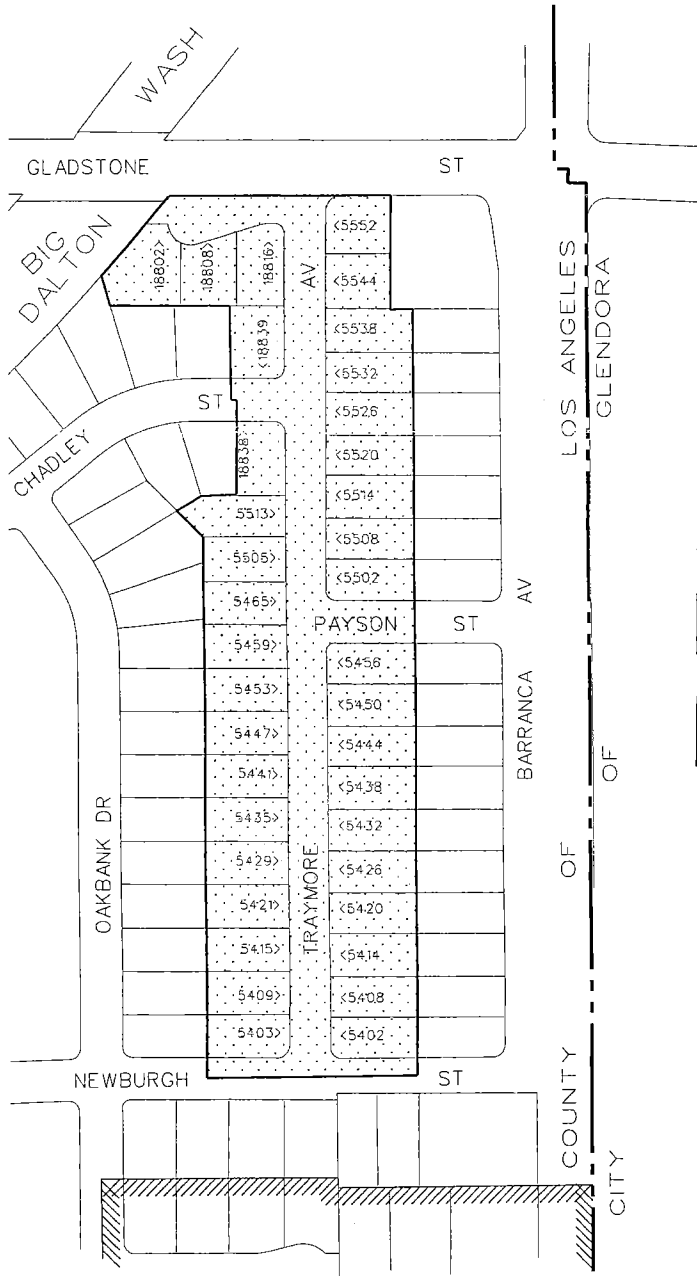 WASH
GLADSTONE ST
BIG
DALTON
18802>
18808>
18816>
<18839
AV
<5552
<5544
<5538
<5532
<5526
<5520
<5514
<5508
<5502
CHADLEY ST
18838>
5513>
5505>
5465>
5459>
5453>
5447>
5441>
5435>
5429>
5421>
5415>
5409>
5403>
PAYSON ST
<5456
<5450
<5444
<5438
<5432
<5426
<5420
<5414
<5408
<5402
OAKBANK DR
TRAYMORE
BARRANCA AV
NEWBURGH ST
COUNTY OF LOS ANGELES
CITY OF GLENDORA